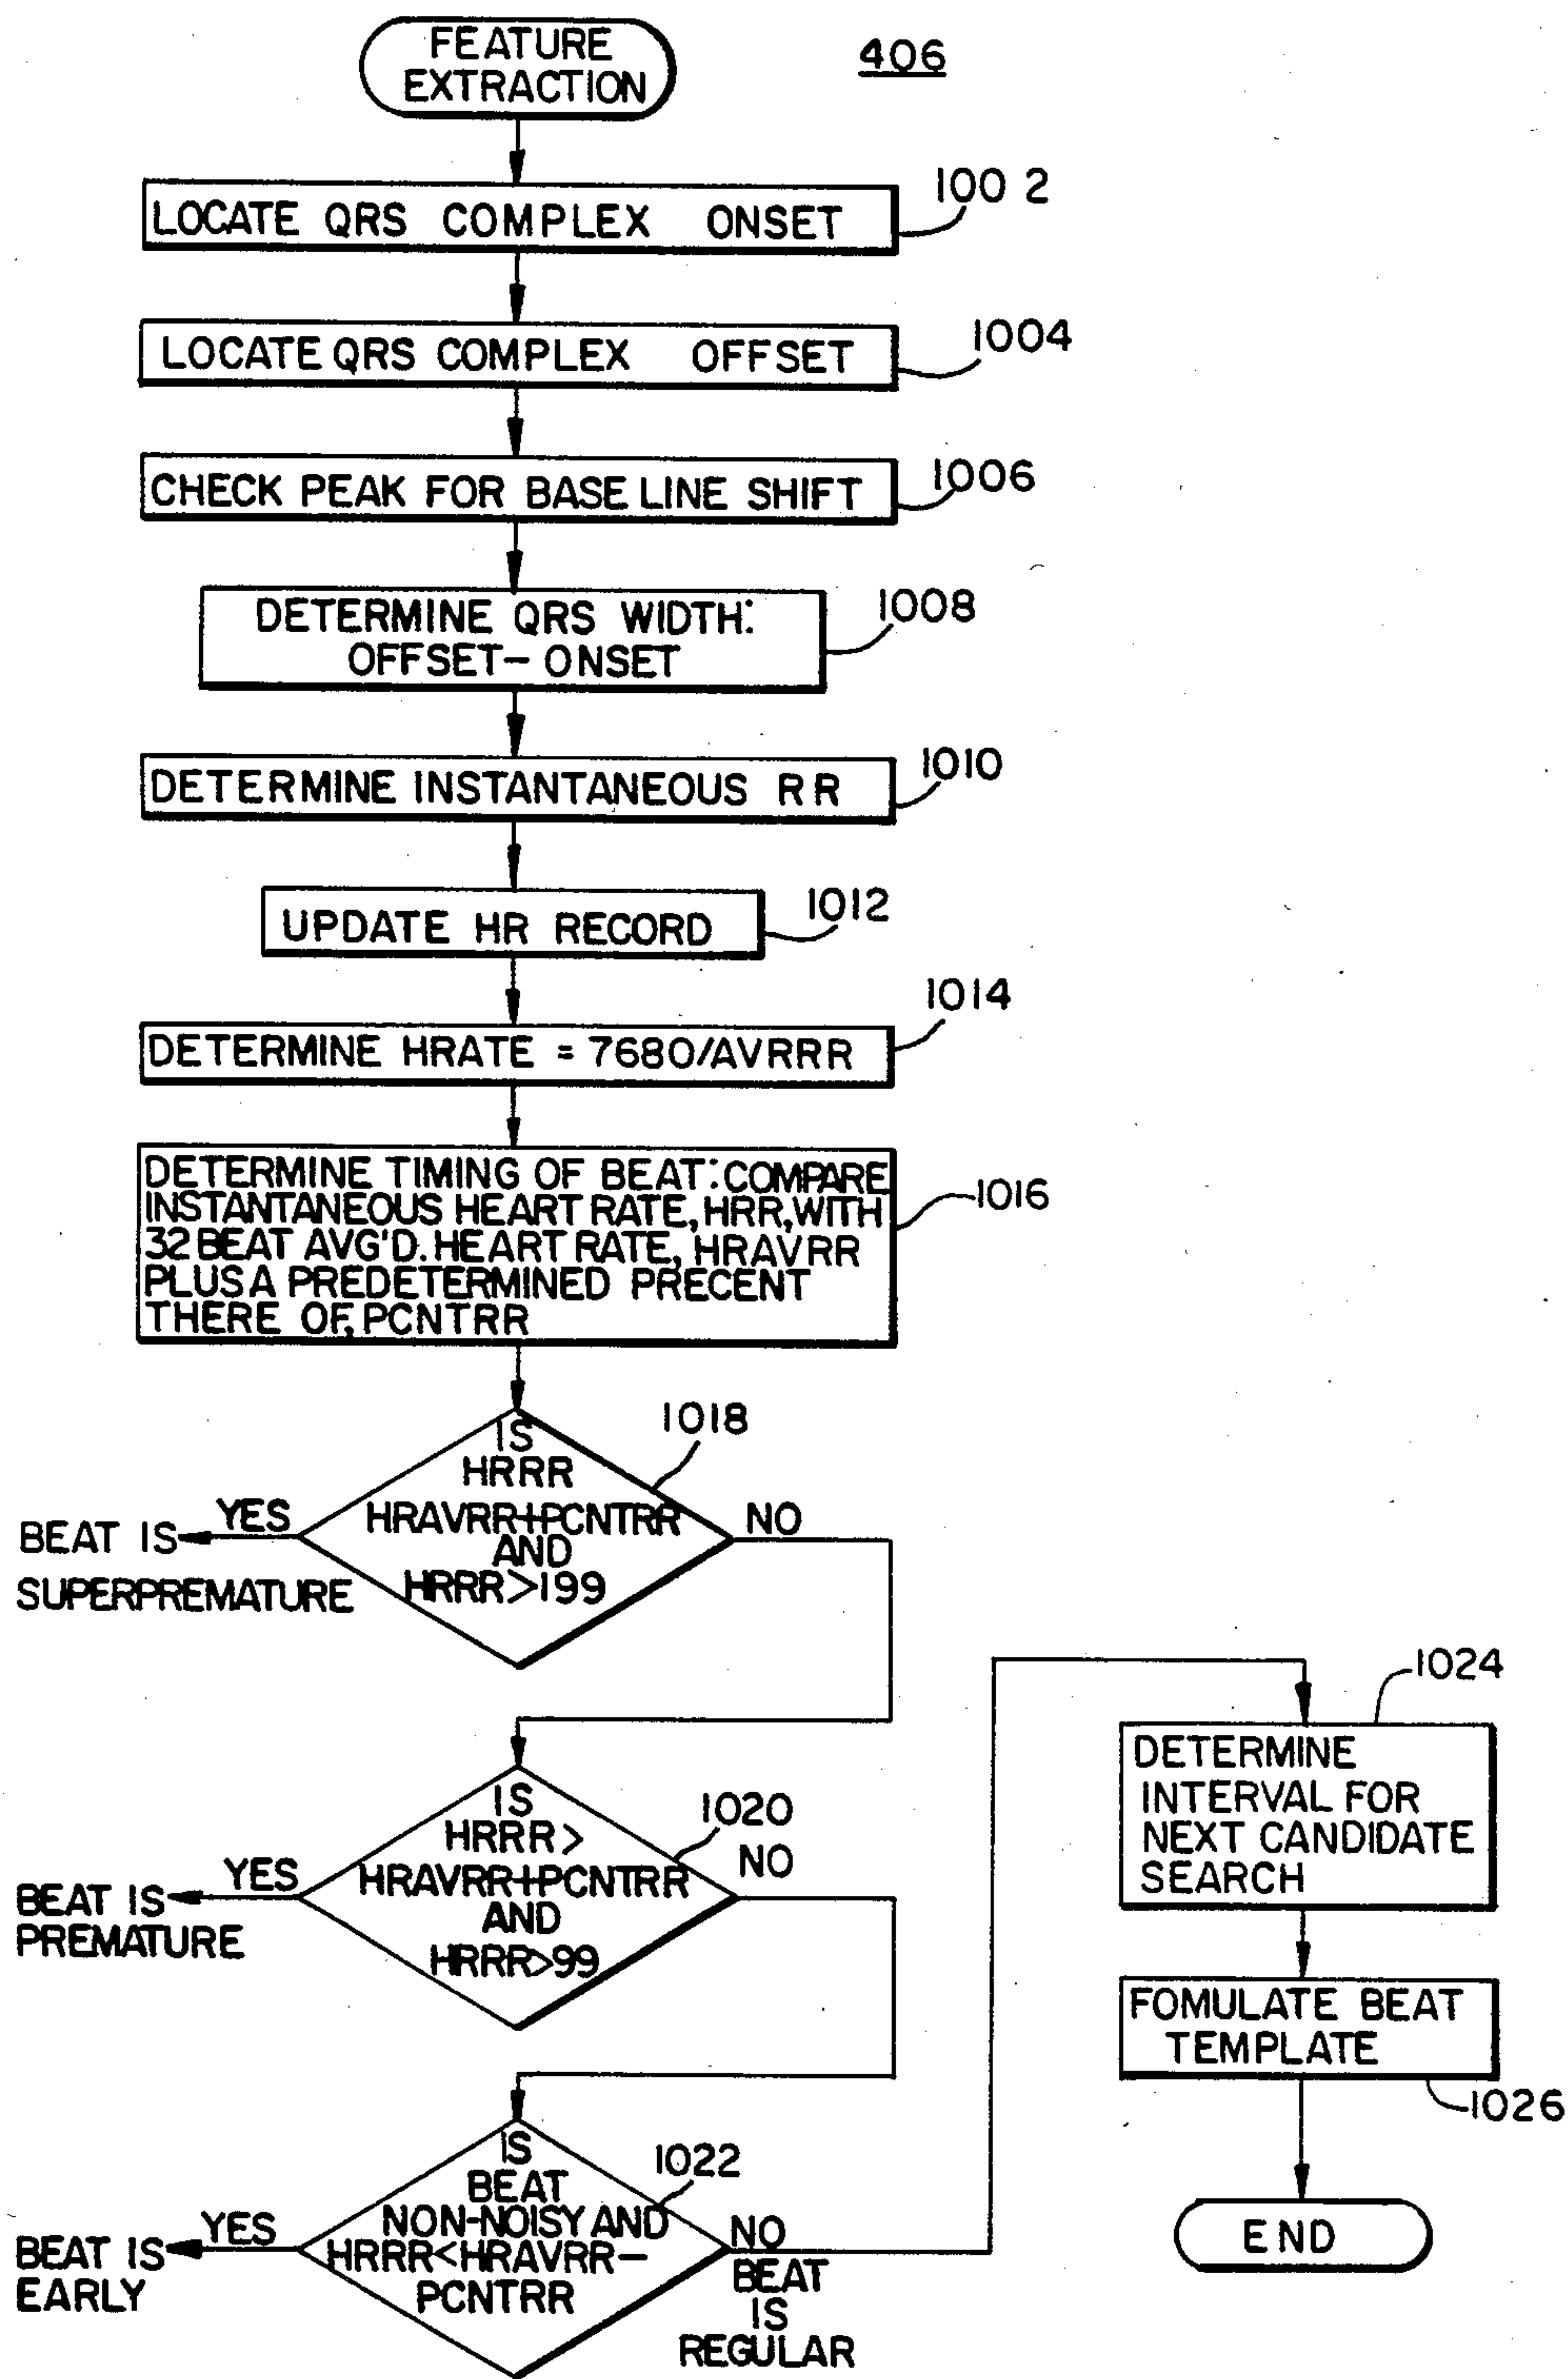 FEATURE
EXTRACTION
406
LOCATE QRS COMPLEX ONSET
100 2
LOCATE QRS COMPLEX OFFSET
1004
CHECK PEAK FOR BASE LINE SHIFT
1006
DETERMINE QRS WIDTH:
OFFSET- ONSET
1008
DETERMINE INSTANTANEOUS RR
1010
UPDATE HR RECORD
1012
DETERMINE HRATE = 7680/AVRRR
1014
DETERMINE TIMING OF BEAT: COMPARE
INSTANTANEOUS HEART RATE, HRR, WITH
32 BEAT AVG'D. HEART RATE, HRAVRR
PLUS A PREDETERMINED PRECENT
THERE OF, PCNTRR
1016
IS
HRRR
HRAVRR+PCNTRR
AND
HRRR>199
1018
YES
BEAT IS
SUPERPREMATURE
NO
IS
HRRR>
HRAVRR+PCNTRR
AND
HRRR>99
1020
YES
BEAT IS
PREMATURE
NO
IS
BEAT
NON-NOISY AND
HRRR<HRAVRR-
PCNTRR
1022
YES
BEAT IS
EARLY
NO
BEAT
IS
REGULAR
1024
DETERMINE
INTERVAL FOR
NEXT CANDIDATE
SEARCH
FOMULATE BEAT
TEMPLATE
1026
END